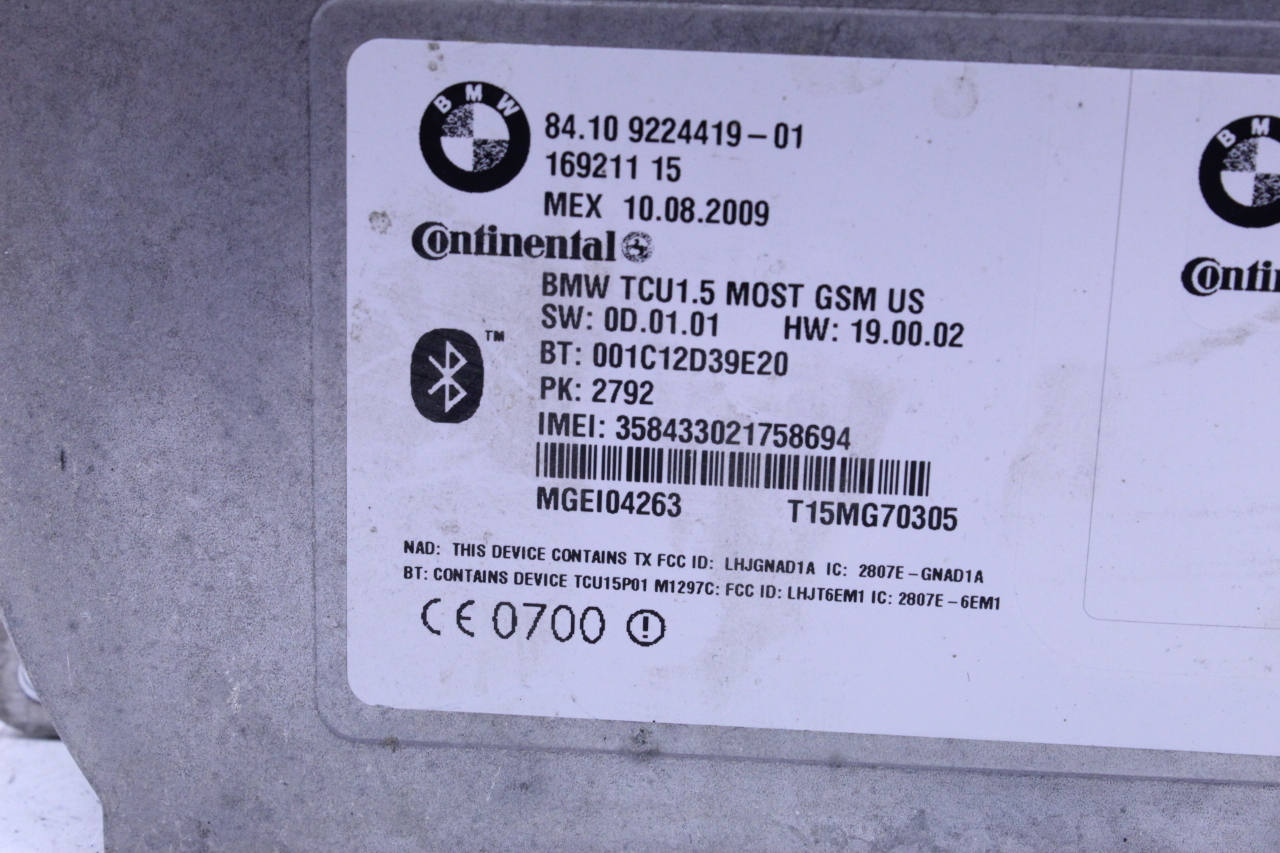 BMW
84.10 9224419-01
169211 15
MEX 10.08.2009
Continental
BMW TCU1.5 MOST GSM US
SW: 0D.01.01 HW: 19.00.02
TM
BT: 001C12D39E20
PK: 2792
IMEI: 358433021758694
MGEI04263 T15MG70305
NAD: THIS DEVICE CONTAINS TX FCC ID: LHJGNAD1A IC: 2807E-GNAD1A
BT: CONTAINS DEVICE TCU15P01 M1297C: FCC ID: LHJT6EM1 IC: 2807E-6EM1
CE 0700
BM
Conti